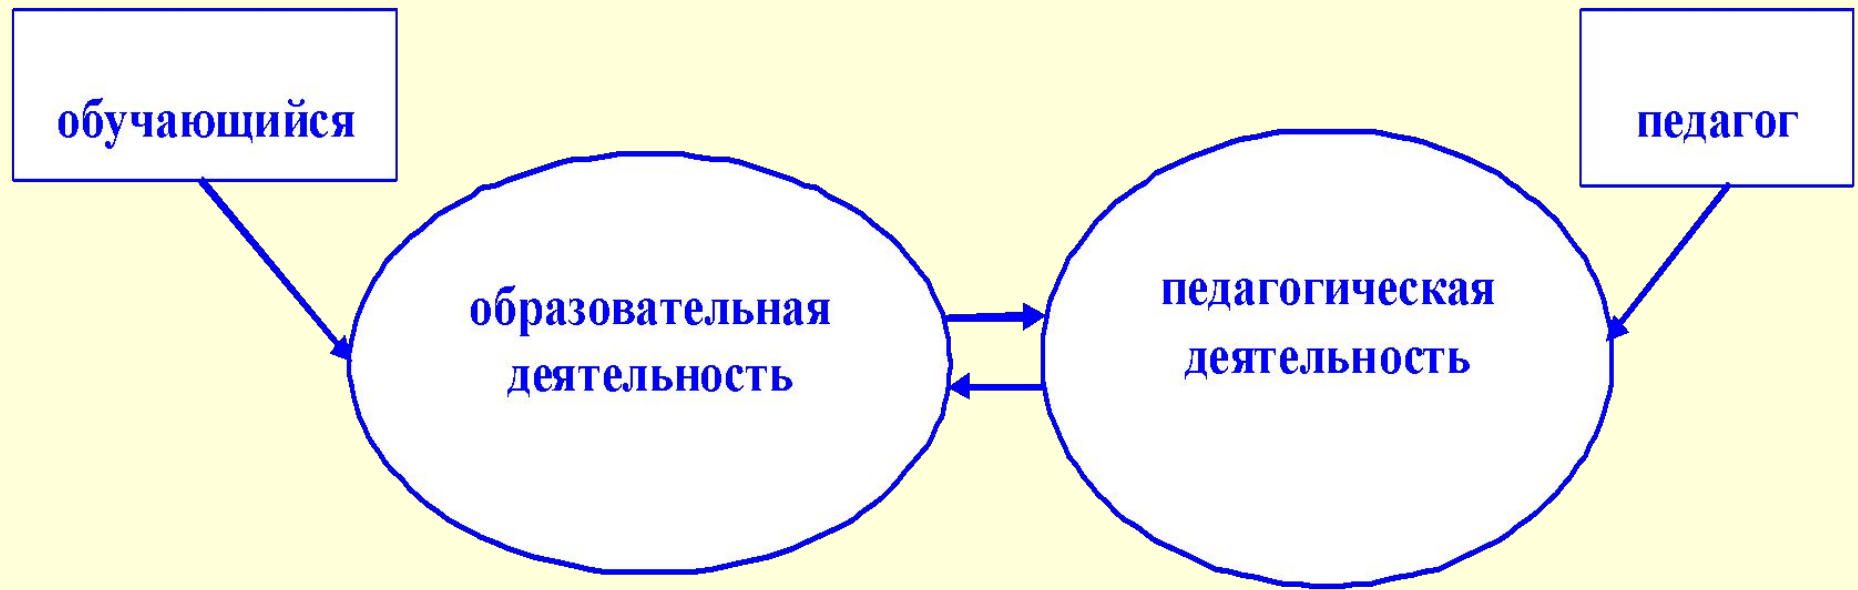 обучающийся
педагог
образовательная
деятельность
педагогическая
деятельность